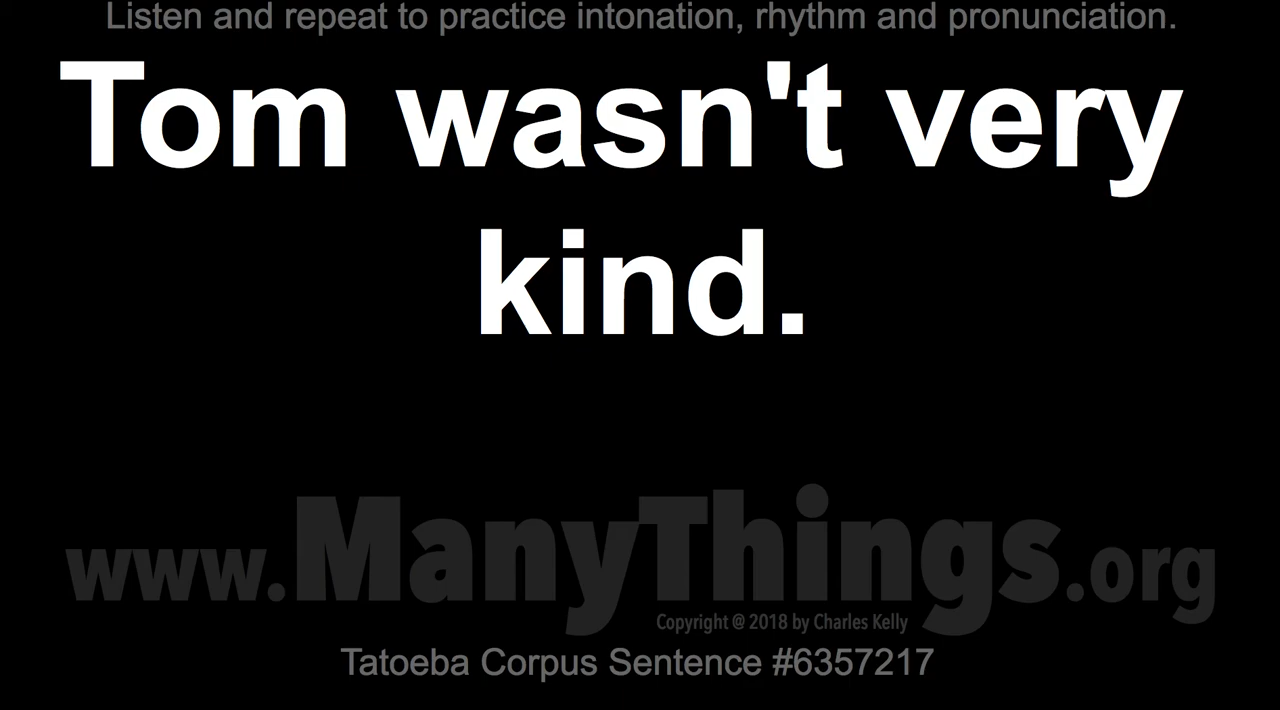 Listen and repeat to practice intonation, rhythm and pronunciation.
Tom wasn't very
kind.
www.ManyThings.org
Copyright @ 2018 by Charles Kelly
Tatoeba Corpus Sentence #6357217